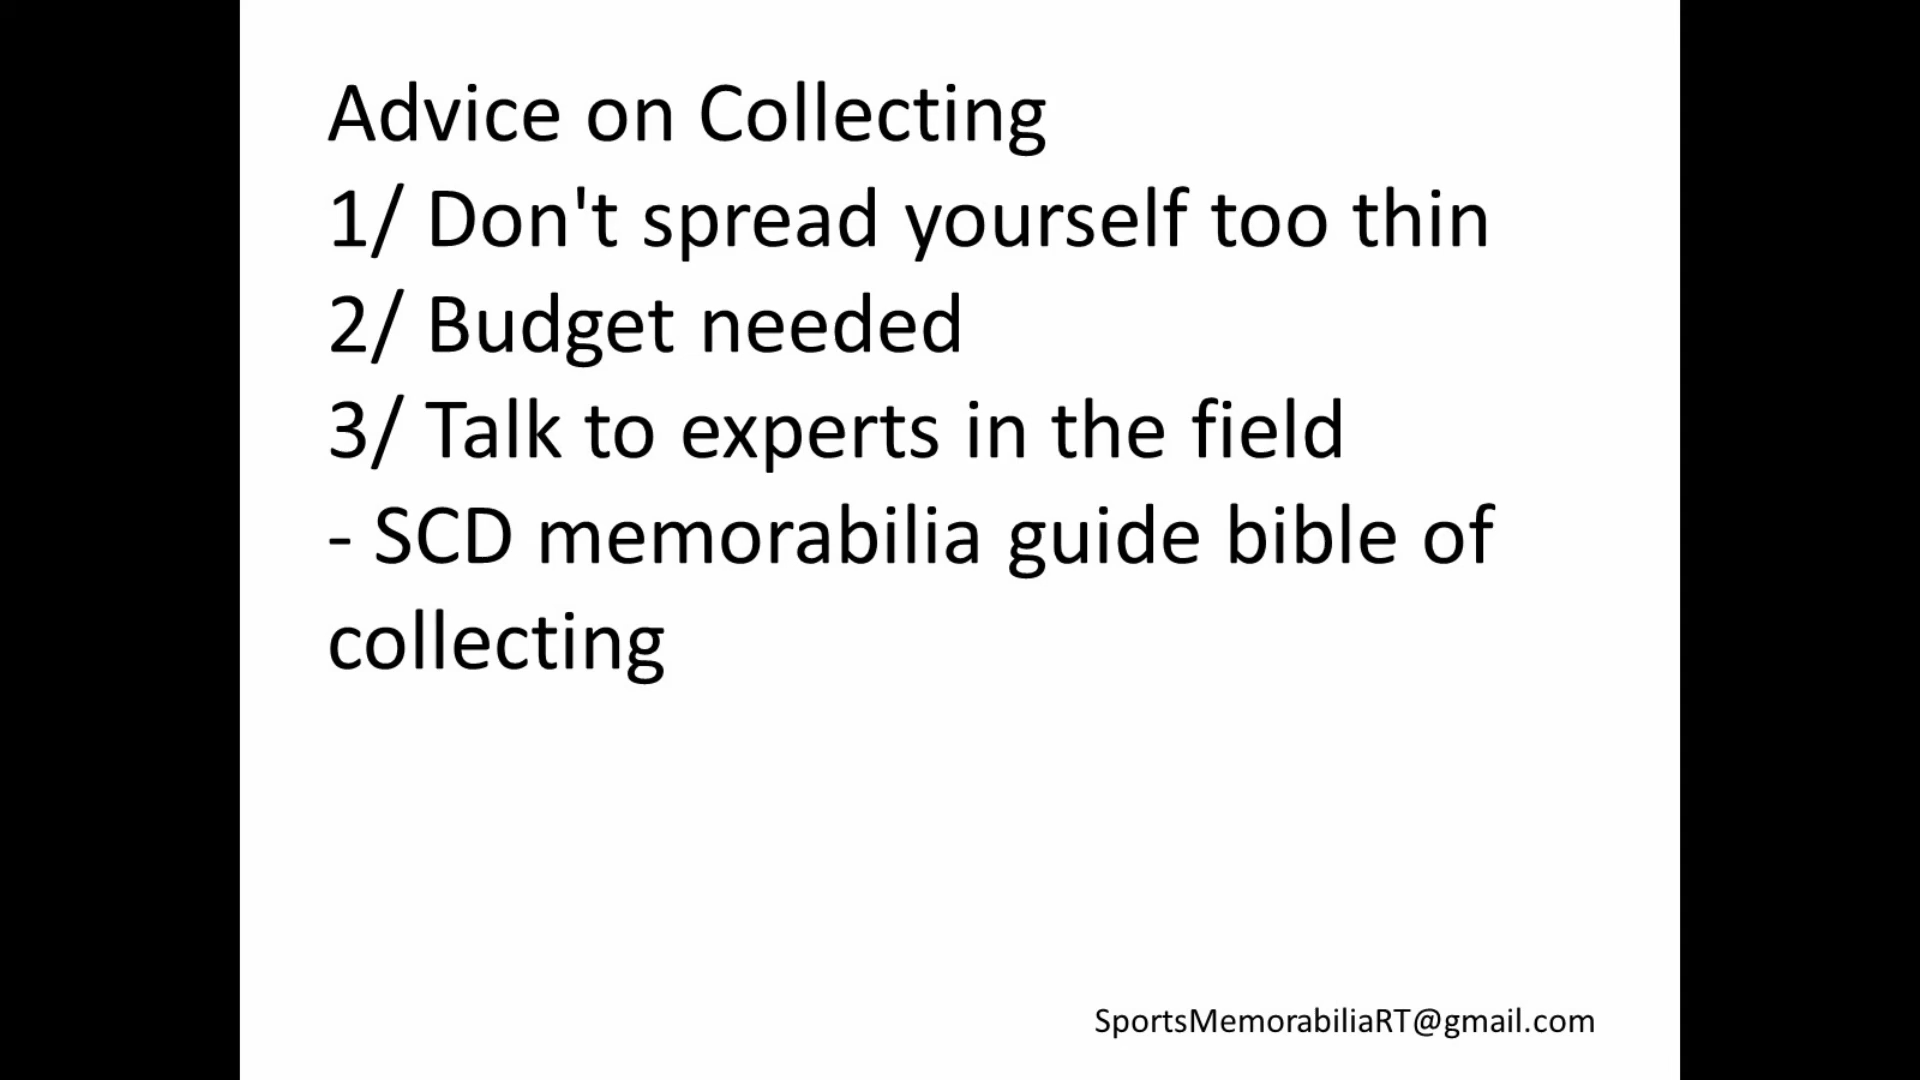 Advice on Collecting
1/ Don't spread yourself too thin
2/ Budget needed
3/ Talk to experts in the field
- SCD memorabilia guide bible of
collecting
SportsMemorabiliaRT@gmail.com